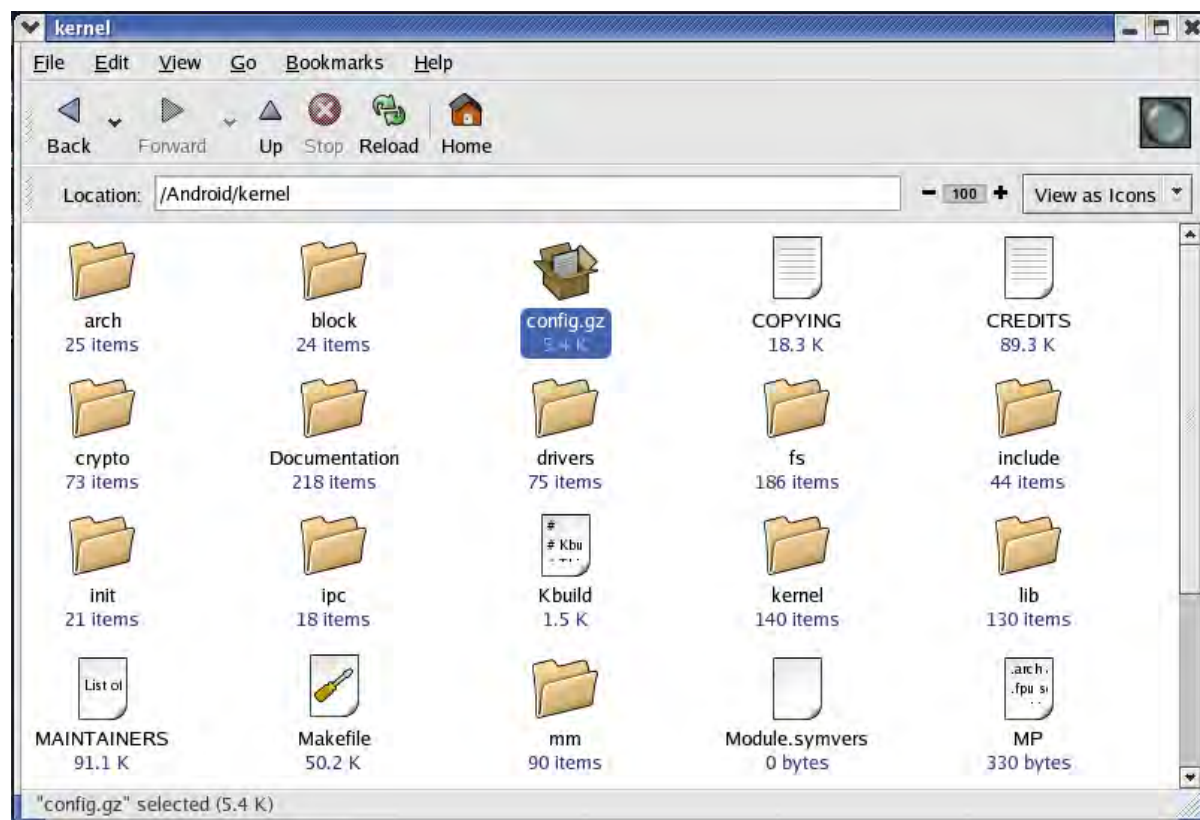 kernel
File Edit View Go Bookmarks Help
Back Forward Up Stop Reload Home
Location: /Android/kernel 100 View as Icons
arch block config.gz COPYING CREDITS
25 items 24 items 5.4 K 18.3 K 89.3 K
crypto Documentation drivers fs include
73 items 218 items 75 items 186 items 44 items
#
# Kbu
init ipc Kbuild kernel lib
21 items 18 items 1.5 K 140 items 130 items
List of .arch
.fpu s
MAINTAINERS Makefile mm Module.symvers MP
91.1 K 50.2 K 90 items 0 bytes 330 bytes
"config.gz" selected (5.4 K)